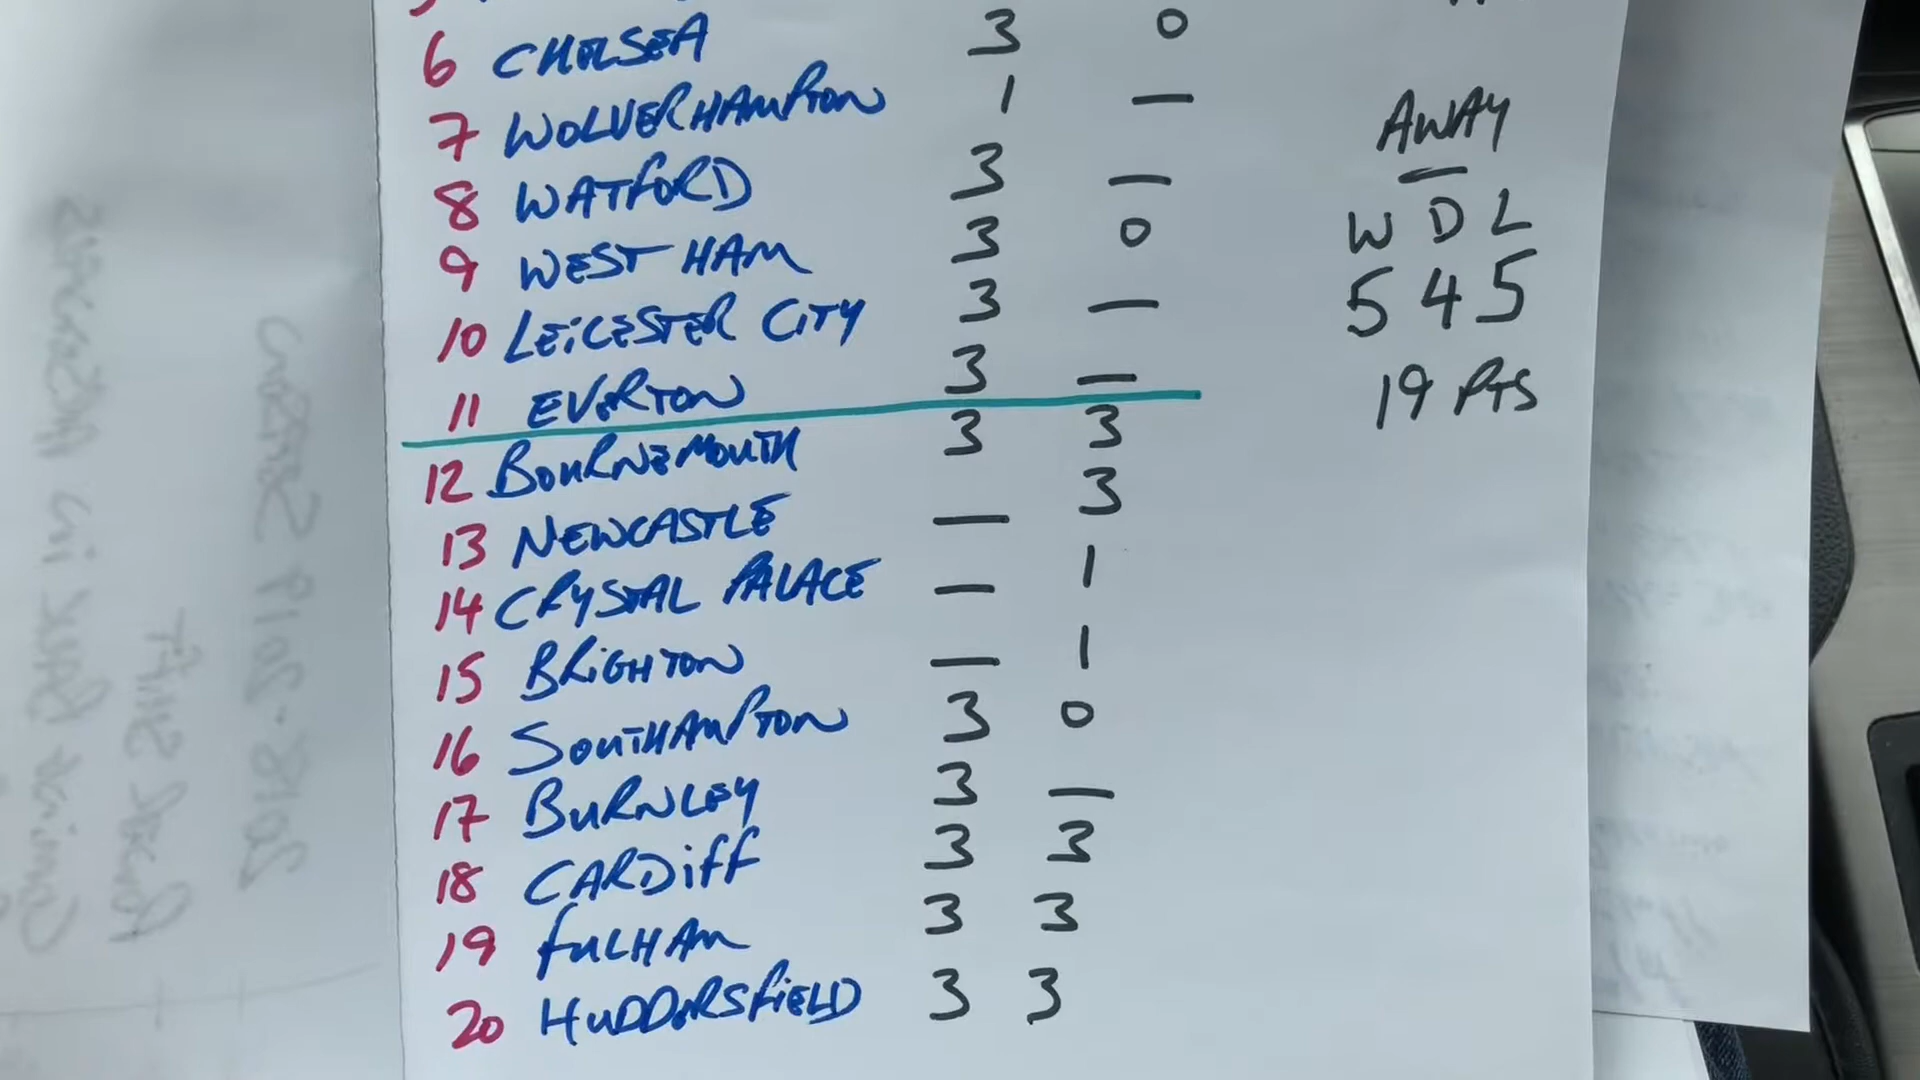 6 CHELSEA 3 0
7 WOLVERHAMPTON 1 —
8 WATFORD 3 —
9 WEST HAM 3 0
10 LEICESTER CITY 3 —
11 EVERTON 3 —
12 BOURNEMOUTH 3 3
13 NEWCASTLE — 3
14 CRYSTAL PALACE — 1
15 BRIGHTON — 1
16 SOUTHAMPTON 3 0
17 BURNLEY 3 —
18 CARDIFF 3 3
19 FULHAM 3 3
20 HUDDERSFIELD 3 3
AWAY
W D L
5 4 5
19 PTS
2018-2019 SEASON